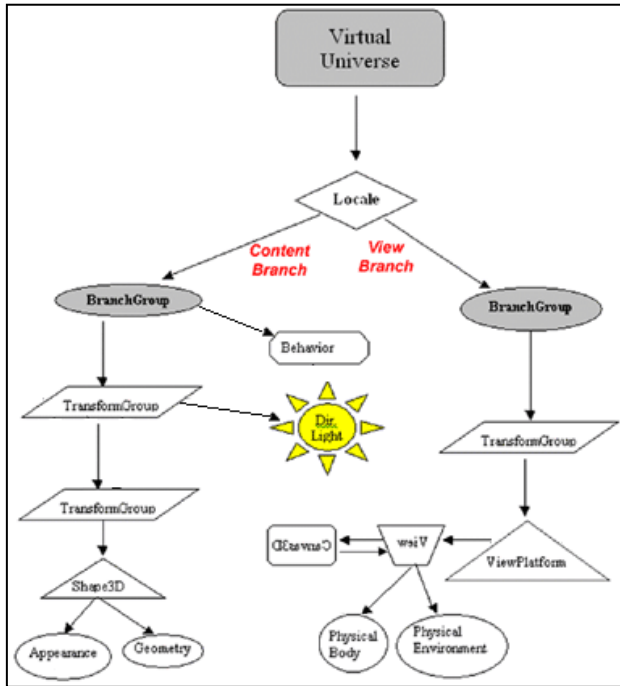 Virtual
Universe
Locale
Content
Branch
View
Branch
BranchGroup
BranchGroup
Behavior
TransformGroup
Dir.
Light
TransformGroup
TransformGroup
Canvas3D
View
ViewPlatform
Shape3D
Appearance
Geometry
Physical
Body
Physical
Environment